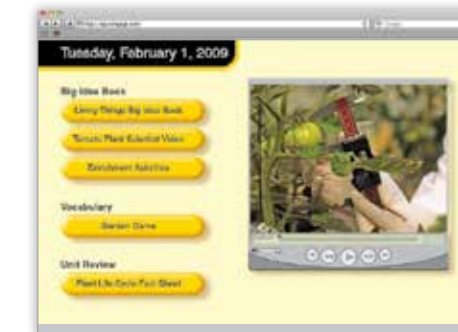 Tuesday, February 1, 2009
Big Idea Book
Living Things Big Idea Book
Tomato Plant Scientist Video
Enrichment Activities
Vocabulary
Garden Game
Unit Review
Plant Life Cycle Fact Sheet